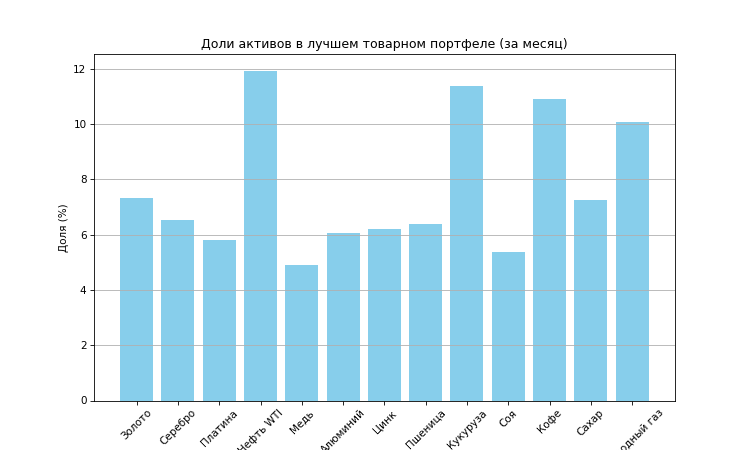 Доли активов в лучшем товарном портфеле (за месяц)
Доля (%)
12
10
8
6
4
2
0
Золото
Серебро
Платина
Нефть WTI
Медь
Алюминий
Цинк
Пшеница
Кукуруза
Соя
Кофе
Сахар
газ